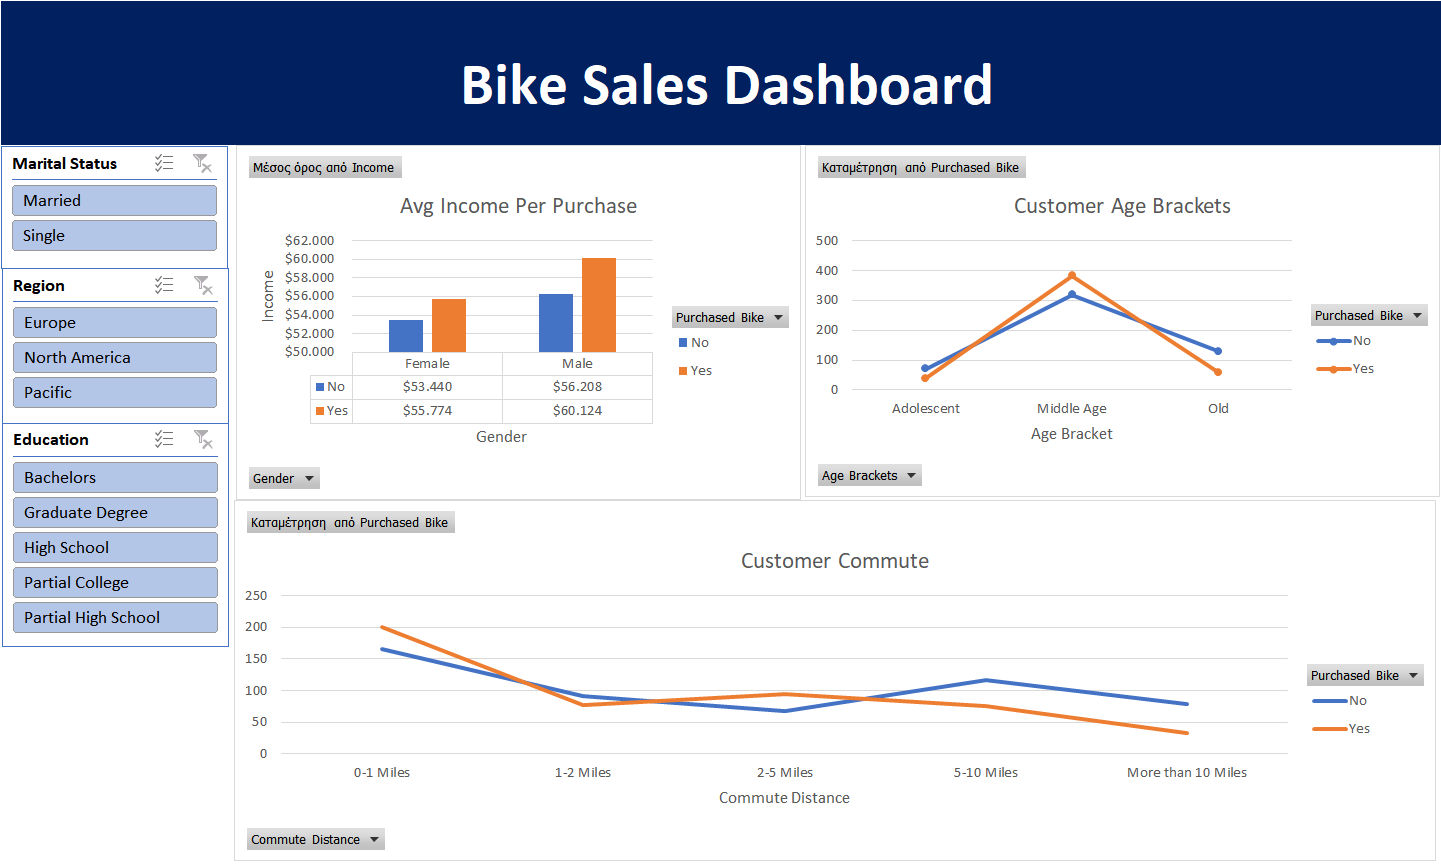 Bike Sales Dashboard
Marital Status
Married
Single
Region
Europe
North America
Pacific
Education
Bachelors
Graduate Degree
High School
Partial College
Partial High School
Μέσος όρος από Income
Avg Income Per Purchase
Income
$62.000
$60.000
$58.000
$56.000
$54.000
$52.000
$50.000
Female Male
No $53.440 $56.208
Yes $55.774 $60.124
Gender
Purchased Bike
No
Yes
Gender
Καταμέτρηση από Purchased Bike
Customer Age Brackets
500
400
300
200
100
0
Adolescent Middle Age Old
Age Bracket
Purchased Bike
No
Yes
Age Brackets
Καταμέτρηση από Purchased Bike
Customer Commute
250
200
150
100
50
0
0-1 Miles 1-2 Miles 2-5 Miles 5-10 Miles More than 10 Miles
Commute Distance
Purchased Bike
No
Yes
Commute Distance